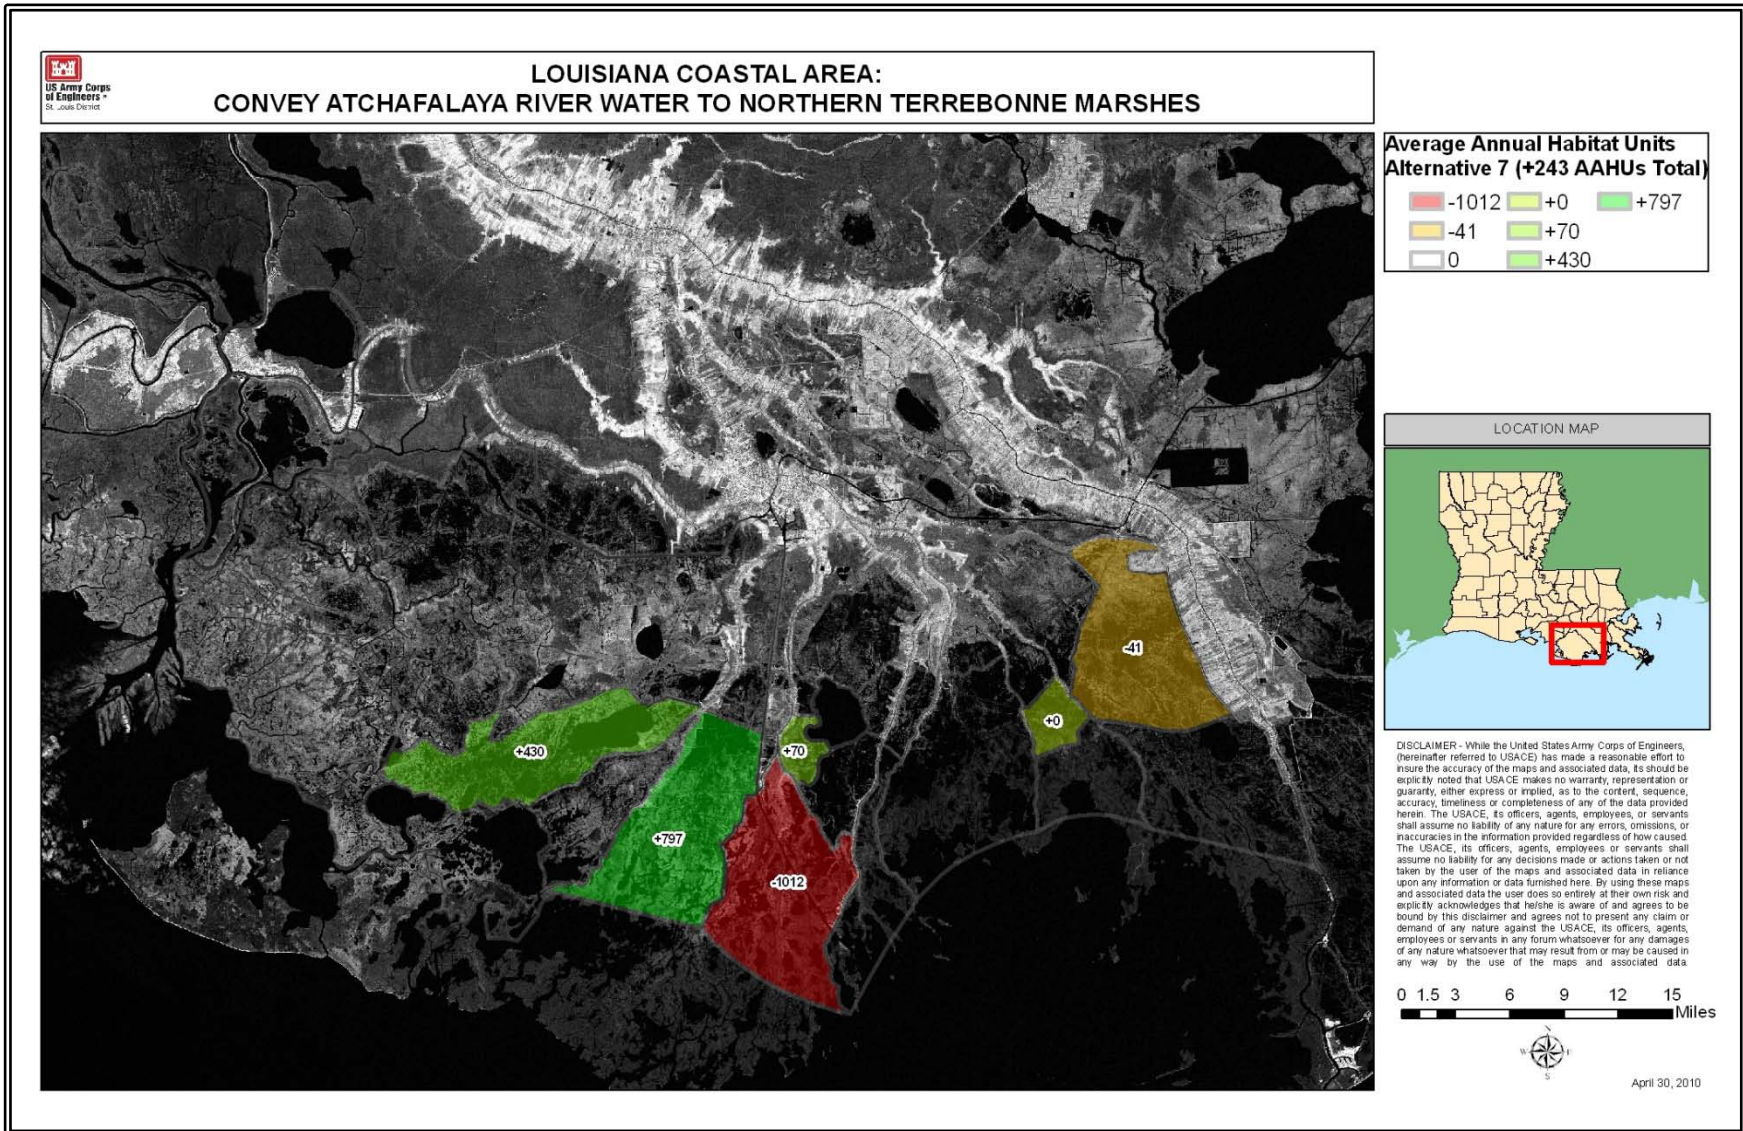 US Army Corps
of Engineers ®
St. Louis District
LOUISIANA COASTAL AREA:
CONVEY ATCHAFALAYA RIVER WATER TO NORTHERN TERREBONNE MARSHES
Average Annual Habitat Units
Alternative 7 (+243 AAHUs Total)
-1012 +0 +797
-41 +70
0 +430
-41
+0
+430
+70
+797
-1012
LOCATION MAP
DISCLAIMER - While the United States Army Corps of Engineers,
(hereinafter referred to USACE) has made a reasonable effort to
insure the accuracy of the maps and associated data, its should be
explicitly noted that USACE makes no warranty, representation or
guaranty, either express or implied, as to the content, sequence,
accuracy, timeliness or completeness of any of the data provided
herein. The USACE, its officers, agents, employees, or servants
shall assume no liability of any nature for any errors, omissions, or
inaccuracies in the information provided regardless of how caused.
The USACE, its officers, agents, employees or servants shall
assume no liability for any decisions made or actions taken or not
taken by the user of the maps and associated data in reliance
upon any information or data furnished here. By using these maps
and associated data the user does so entirely at their own risk and
explicitly acknowledges that he/she is aware of and agrees to be
bound by this disclaimer and agrees not to present any claim or
demand of any nature against the USACE, its officers, agents,
employees or servants in any forum whatsoever for any damages
of any nature whatsoever that may result from or may be caused in
any way by the use of the maps and associated data.
0 1.5 3 6 9 12 15
Miles
N
W E
S
April 30, 2010